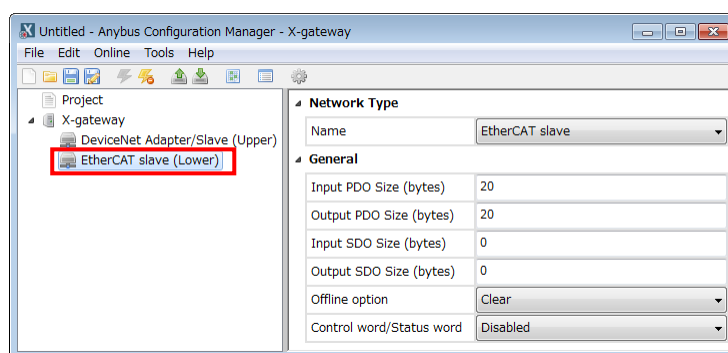 Untitled - Anybus Configuration Manager - X-gateway
File Edit Online Tools Help
Project
X-gateway
DeviceNet Adapter/Slave (Upper)
EtherCAT slave (Lower)
Network Type
Name EtherCAT slave
General
Input PDO Size (bytes) 20
Output PDO Size (bytes) 20
Input SDO Size (bytes) 0
Output SDO Size (bytes) 0
Offline option Clear
Control word/Status word Disabled